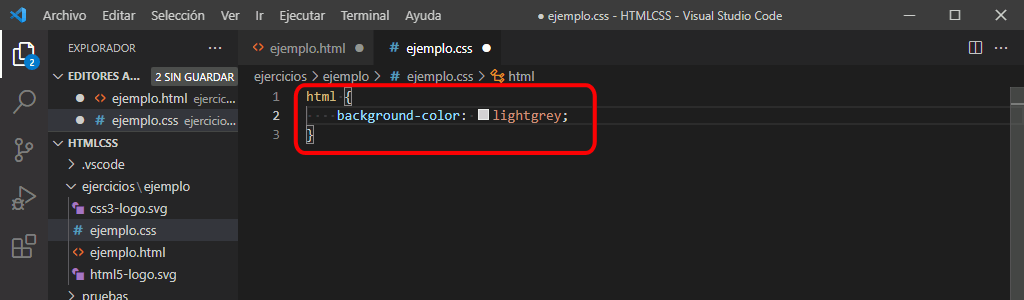 Archivo Editar Selección Ver Ir Ejecutar Terminal Ayuda ● ejemplo.css - HTMLCSS - Visual Studio Code
EXPLORADOR ···
<> ejemplo.html ●
# ejemplo.css ●
2
EDITORES A... 2 SIN GUARDAR
● <> ejemplo.html ejercic...
● # ejemplo.css ejercicio...
HTMLCSS
> .vscode
ejercicios\ejemplo
css3-logo.svg
# ejemplo.css
<> ejemplo.html
html5-logo.svg
> pruebas
ejercicios > ejemplo > # ejemplo.css > html
1 html {
2 background-color: lightgrey;
3 }